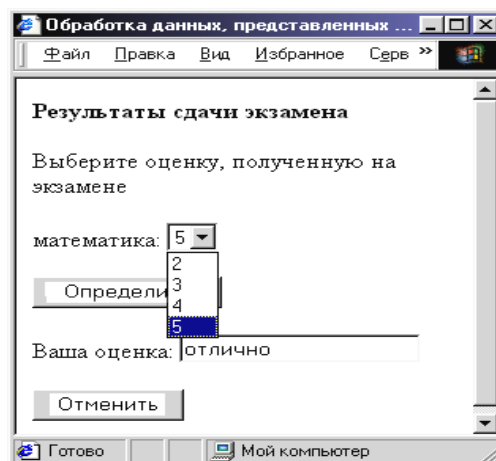 Обработка данных, представленных ...
Файл Правка Вид Избранное Серв »
Результаты сдачи экзамена
Выберите оценку, полученную на
экзамене
математика: 5
2
3
4
5
Определи
Ваша оценка: отлично
Отменить
Готово Мой компьютер